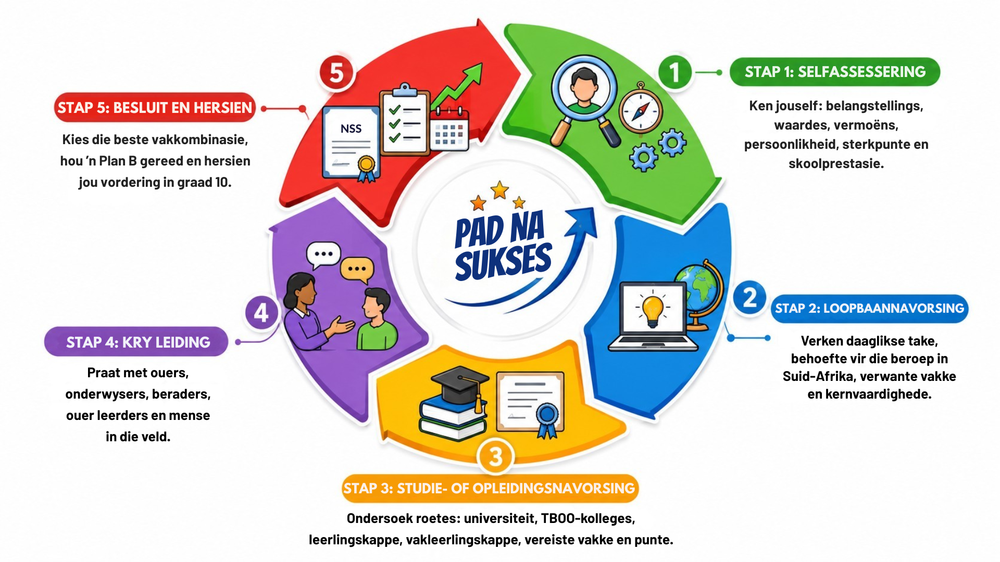 PAD NA
SUKSES
1
STAP 1: SELFASSESSERING
Ken jouself: belangstellings,
waardes, vermoëns,
persoonlikheid, sterkpunte en
skoolprestasie.
2
STAP 2: LOOPBAANNAVORSING
Verken daaglikse take,
behoefte vir die beroep in
Suid-Afrika, verwante vakke
en kernvaardighede.
3
STAP 3: STUDIE- OF OPLEIDINGSNAVORSING
Ondersoek roetes: universiteit, TBOO-kolleges,
leerlingskappe, vakleerlingskappe, vereiste vakke en punte.
4
STAP 4: KRY LEIDING
Praat met ouers,
onderwysers, beraders,
ouer leerders en mense
in die veld.
5
STAP 5: BESLUIT EN HERSIEN
Kies die beste vakkombinasie,
hou ’n Plan B gereed en hersien
jou vordering in graad 10.
NSS